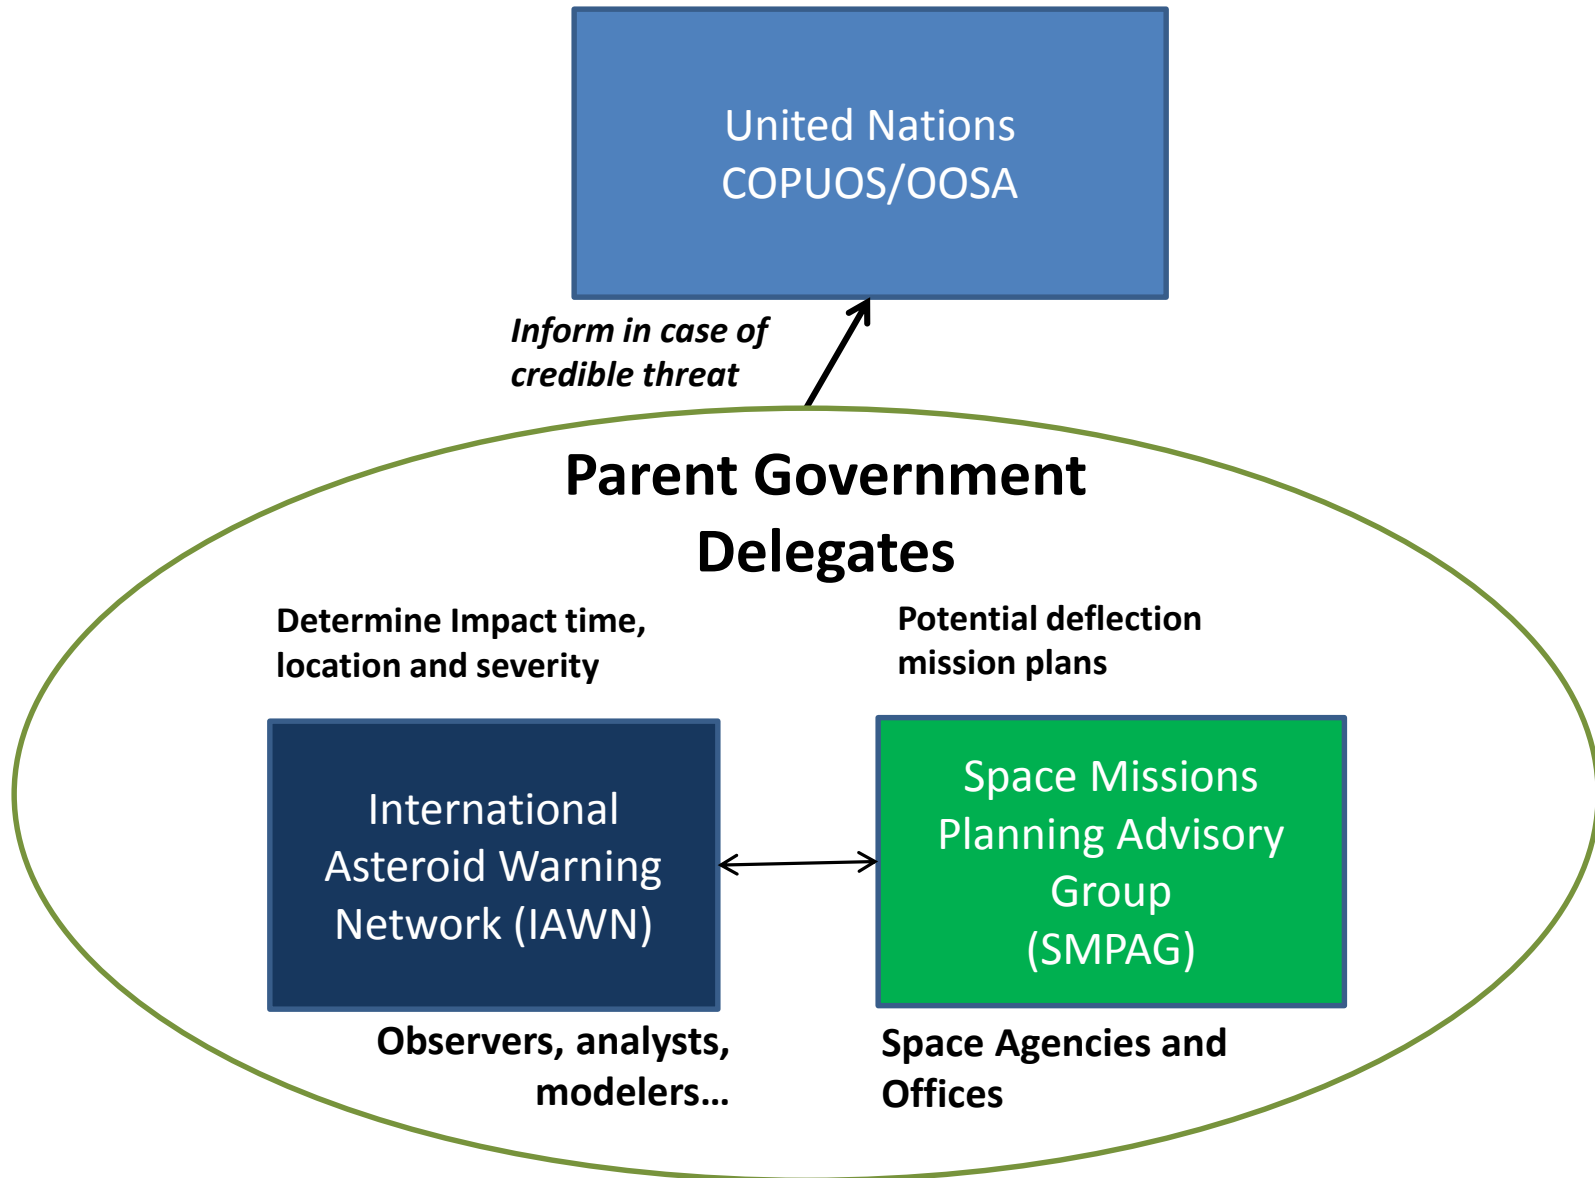 United Nations
COPUOS/OOSA
Inform in case of
credible threat
Parent Government
Delegates
Determine Impact time,
location and severity
Potential deflection
mission plans
International
Asteroid Warning
Network (IAWN)
Space Missions
Planning Advisory
Group
(SMPAG)
Observers, analysts,
modelers…
Space Agencies and
Offices